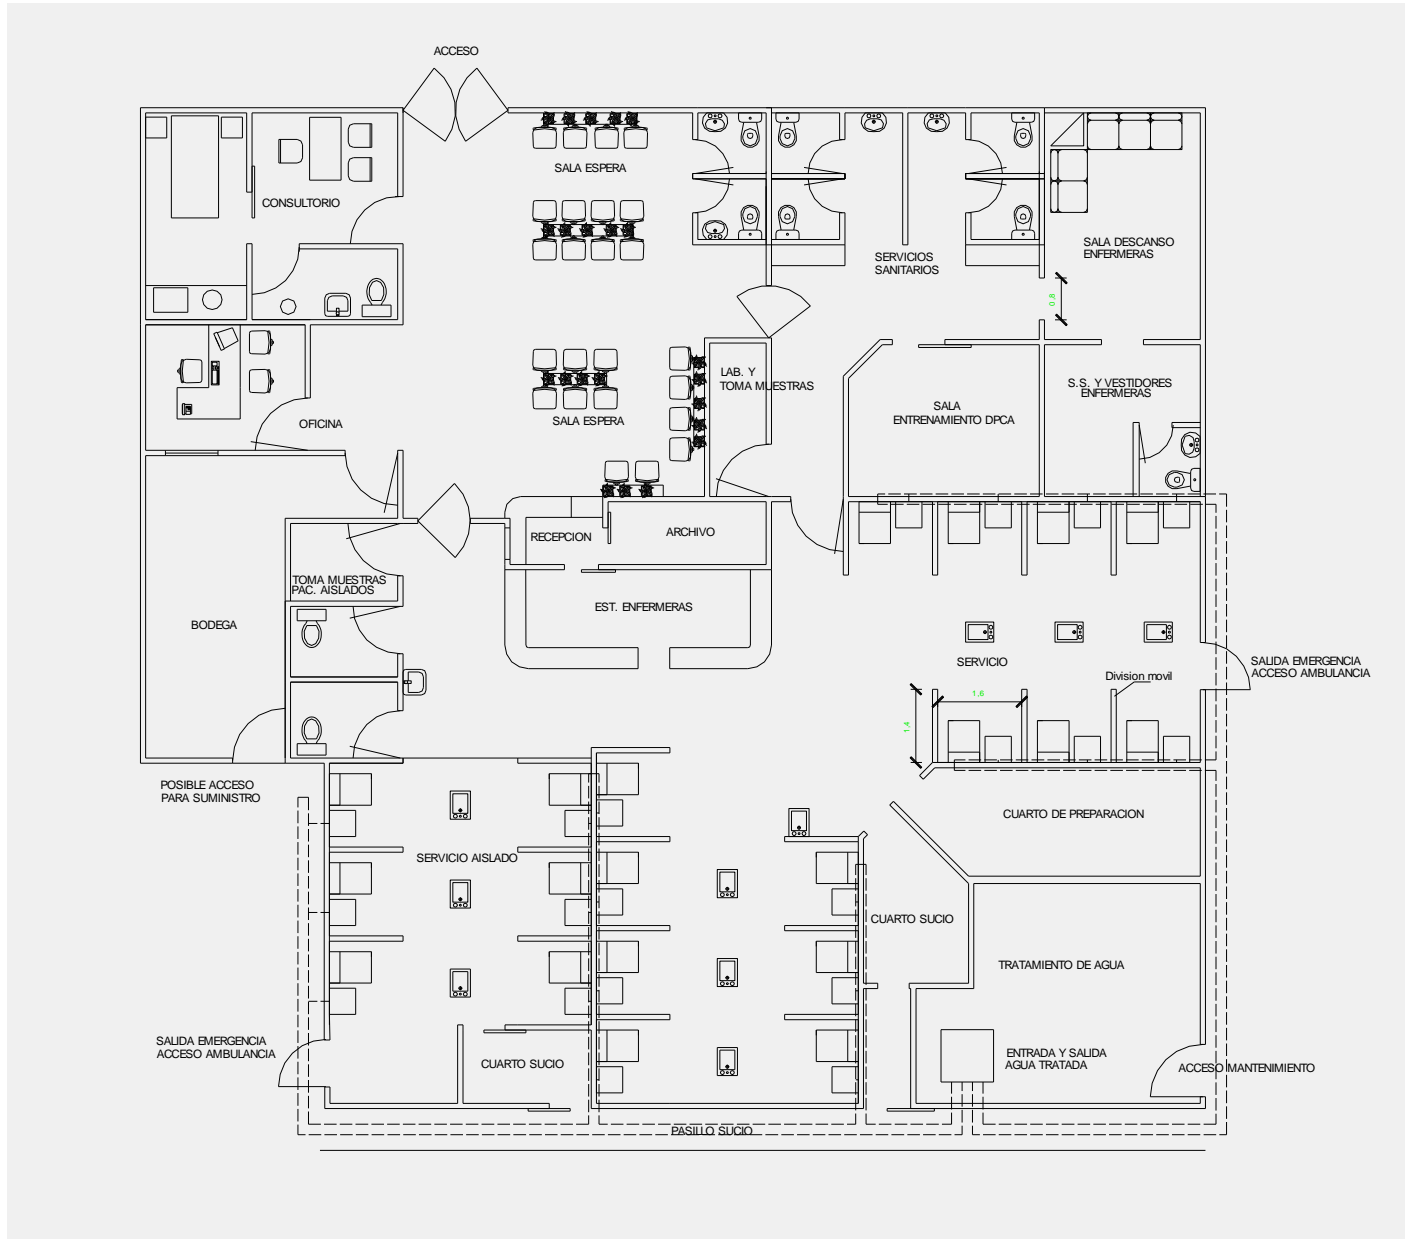 ACCESO
SALA ESPERA
CONSULTORIO
SERVICIOS
SANITARIOS
SALA DESCANSO
ENFERMERAS
0,8
LAB. Y
TOMA MUESTRAS
S.S. Y VESTIDORES
ENFERMERAS
SALA
ENTRENAMIENTO DPCA
OFICINA
SALA ESPERA
RECEPCION
ARCHIVO
TOMA MUESTRAS
PAC. AISLADOS
EST. ENFERMERAS
BODEGA
SERVICIO
SALIDA EMERGENCIA
ACCESO AMBULANCIA
Division movil
1,6
1,4
POSIBLE ACCESO
PARA SUMINISTRO
CUARTO DE PREPARACION
SERVICIO AISLADO
CUARTO SUCIO
TRATAMIENTO DE AGUA
SALIDA EMERGENCIA
ACCESO AMBULANCIA
CUARTO SUCIO
ENTRADA Y SALIDA
AGUA TRATADA
ACCESO MANTENIMIENTO
PASILLO SUCIO